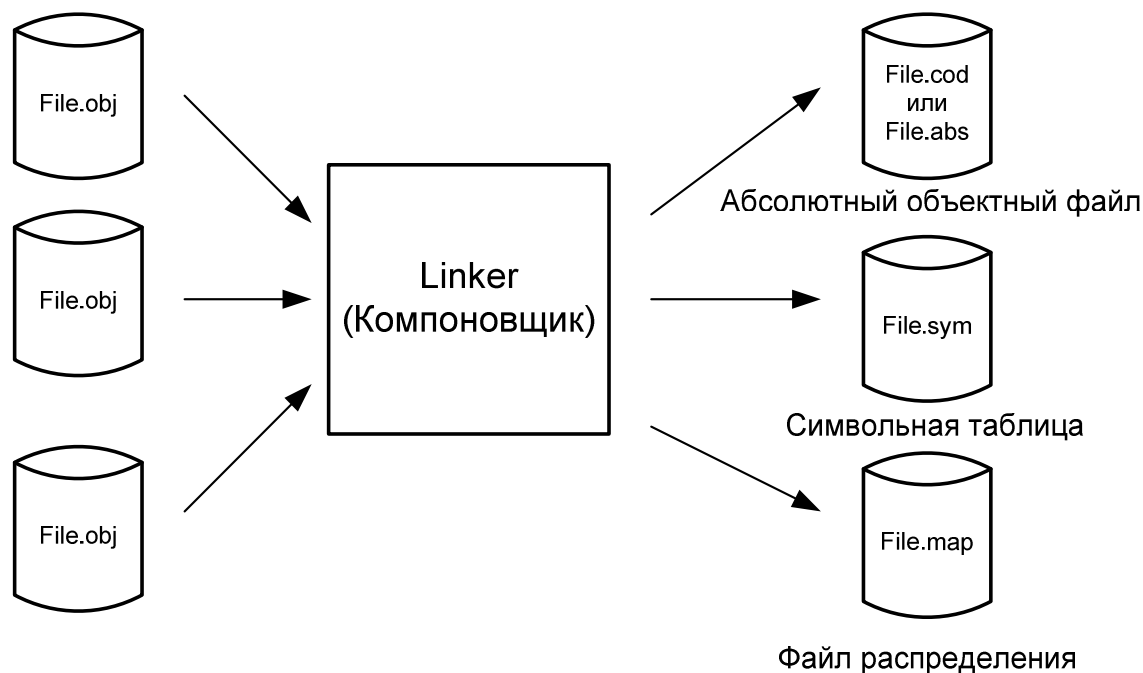 File.obj
File.obj
File.obj
Linker
(Компоновщик)
File.cod
или
File.abs
Абсолютный объектный файл
File.sym
Символьная таблица
File.map
Файл распределения